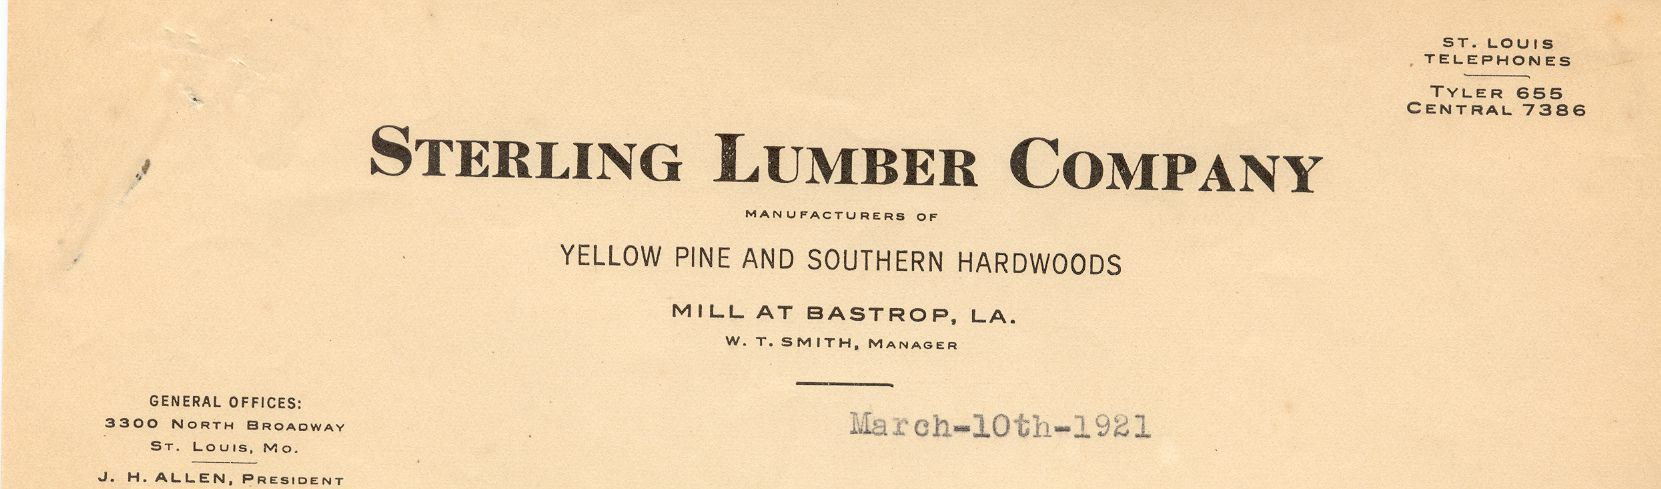 ST. LOUIS
TELEPHONES
TYLER 655
CENTRAL 7386
STERLING LUMBER COMPANY
MANUFACTURERS OF
YELLOW PINE AND SOUTHERN HARDWOODS
MILL AT BASTROP, LA.
W. T. SMITH, MANAGER
GENERAL OFFICES:
3300 NORTH BROADWAY
ST. LOUIS, MO.
J. H. ALLEN, PRESIDENT
March-10th-1921